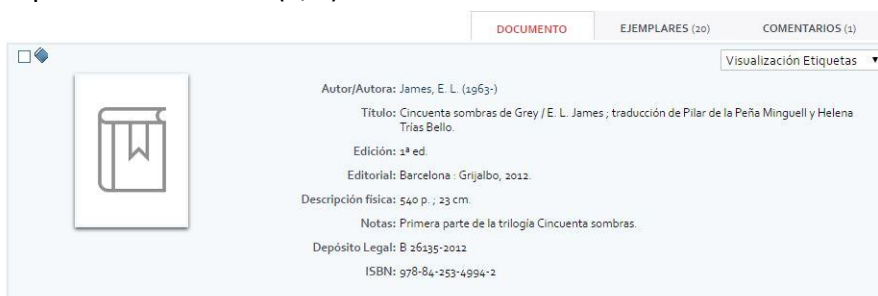 DOCUMENTO EJEMPLARES (20) COMENTARIOS (1)
Visualización Etiquetas
Autor/Autora: James, E. L. (1963-)
Título: Cincuenta sombras de Grey / E. L. James ; traducción de Pilar de la Peña Minguell y Helena
Trías Bello.
Edición: 1ª ed.
Editorial: Barcelona : Grijalbo, 2012.
Descripción física: 540 p. ; 23 cm.
Notas: Primera parte de la trilogía Cincuenta sombras.
Depósito Legal: B 26135-2012
ISBN: 978-84-253-4994-2